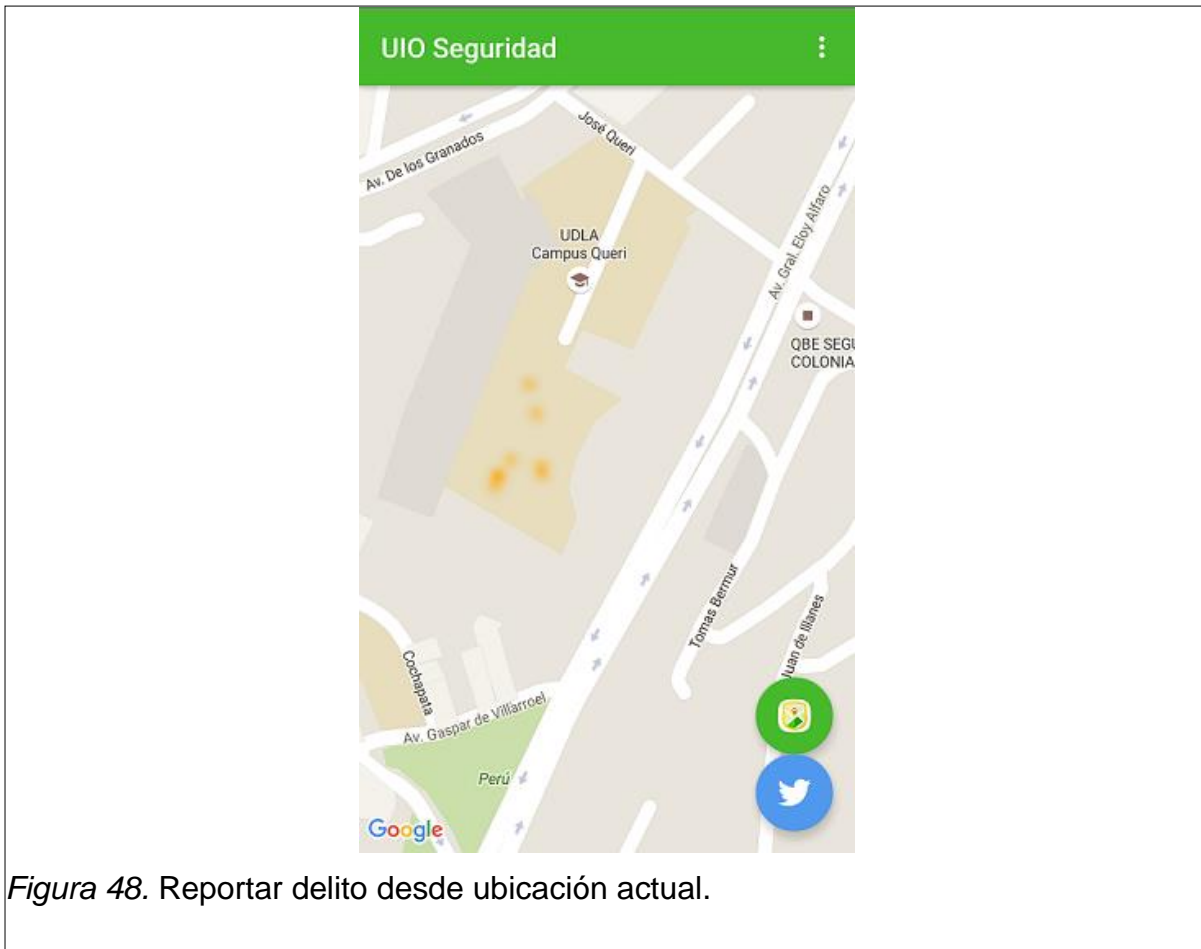 UIO Seguridad
José Queri
Av. De los Granados
UDLA
Campus Queri
Av. Gral. Eloy Alfaro
QBE SEGU
COLONIA
Tomas Bermur
Juan de Illanes
Cochapata
Av. Gaspar de Villarroel
Perú
Google
Figura 48. Reportar delito desde ubicación actual.